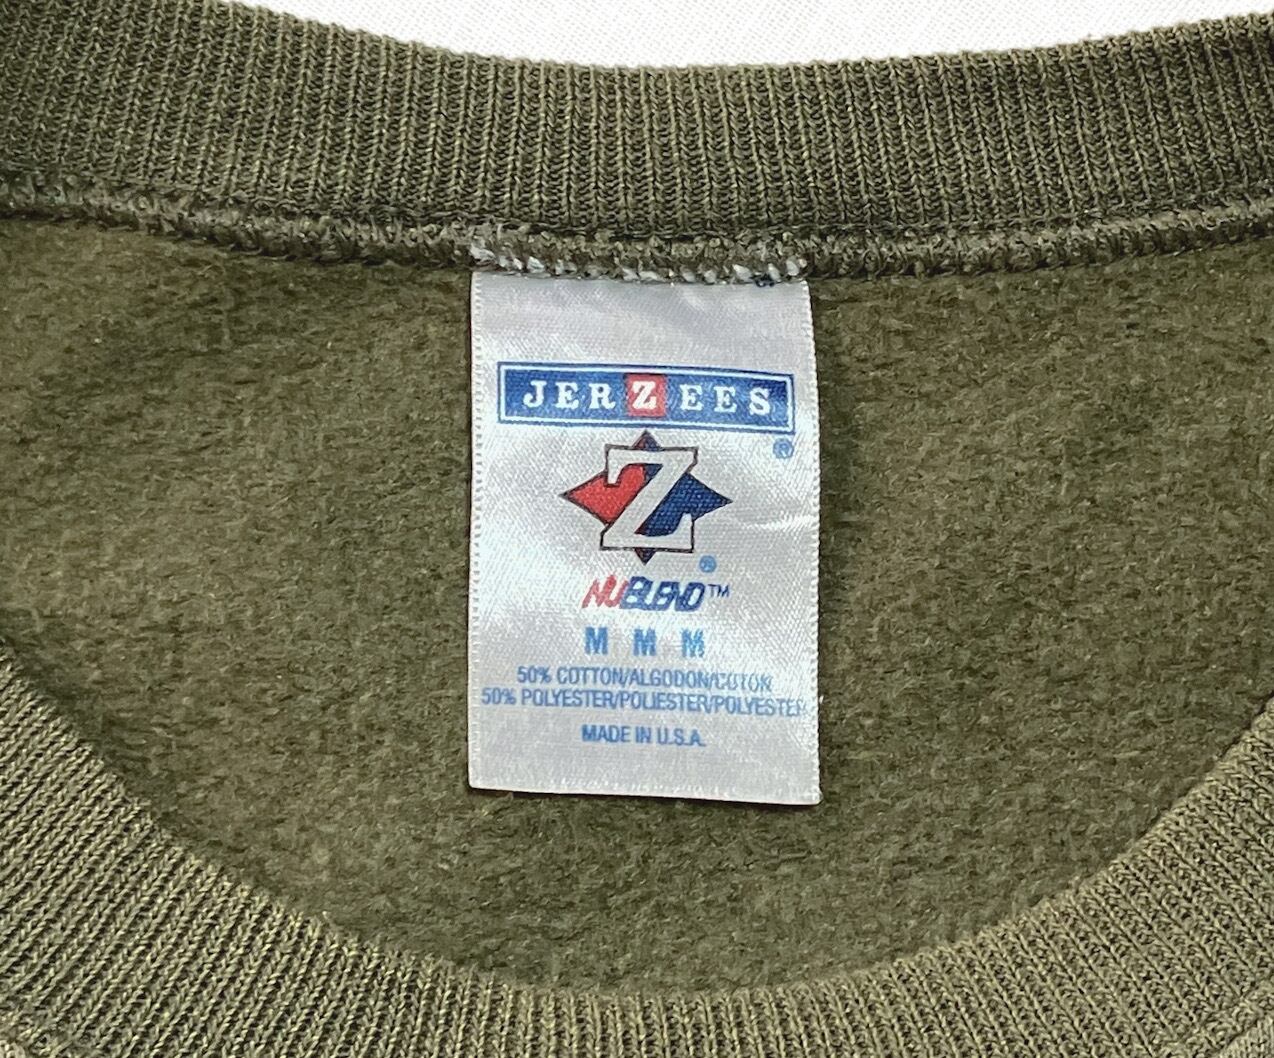 JERZEES
®
Z
®
NUBLEND™
M M M
50% COTTON/ALGODON/COTON
50% POLYESTER/POLIESTER/POLYESTER
MADE IN U.S.A.